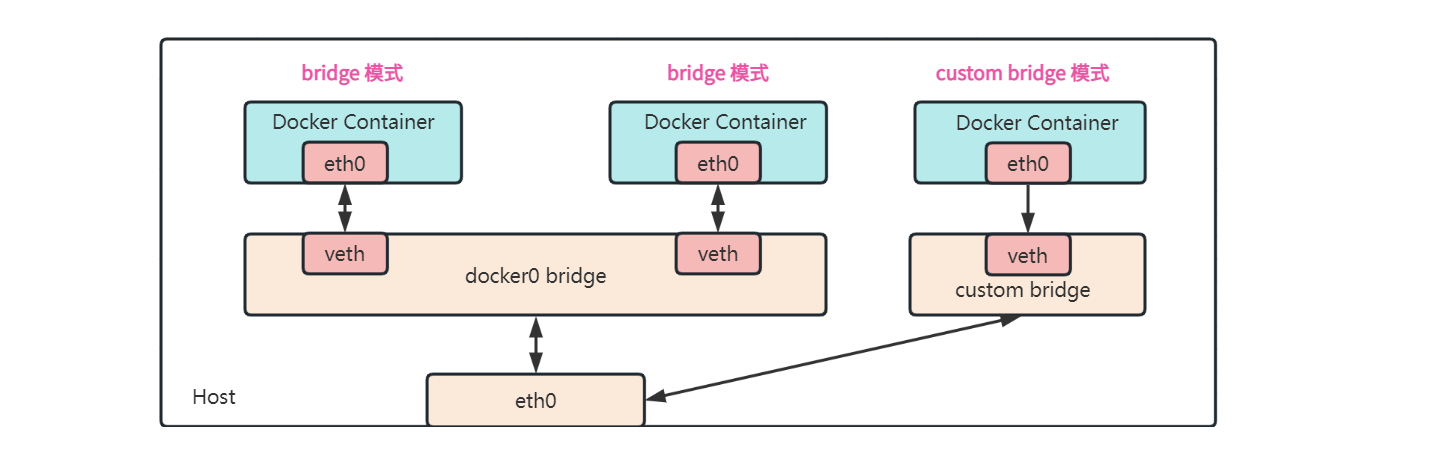 bridge 模式
bridge 模式
custom bridge 模式
Docker Container
Docker Container
Docker Container
eth0
eth0
eth0
veth
veth
veth
docker0 bridge
custom bridge
Host
eth0